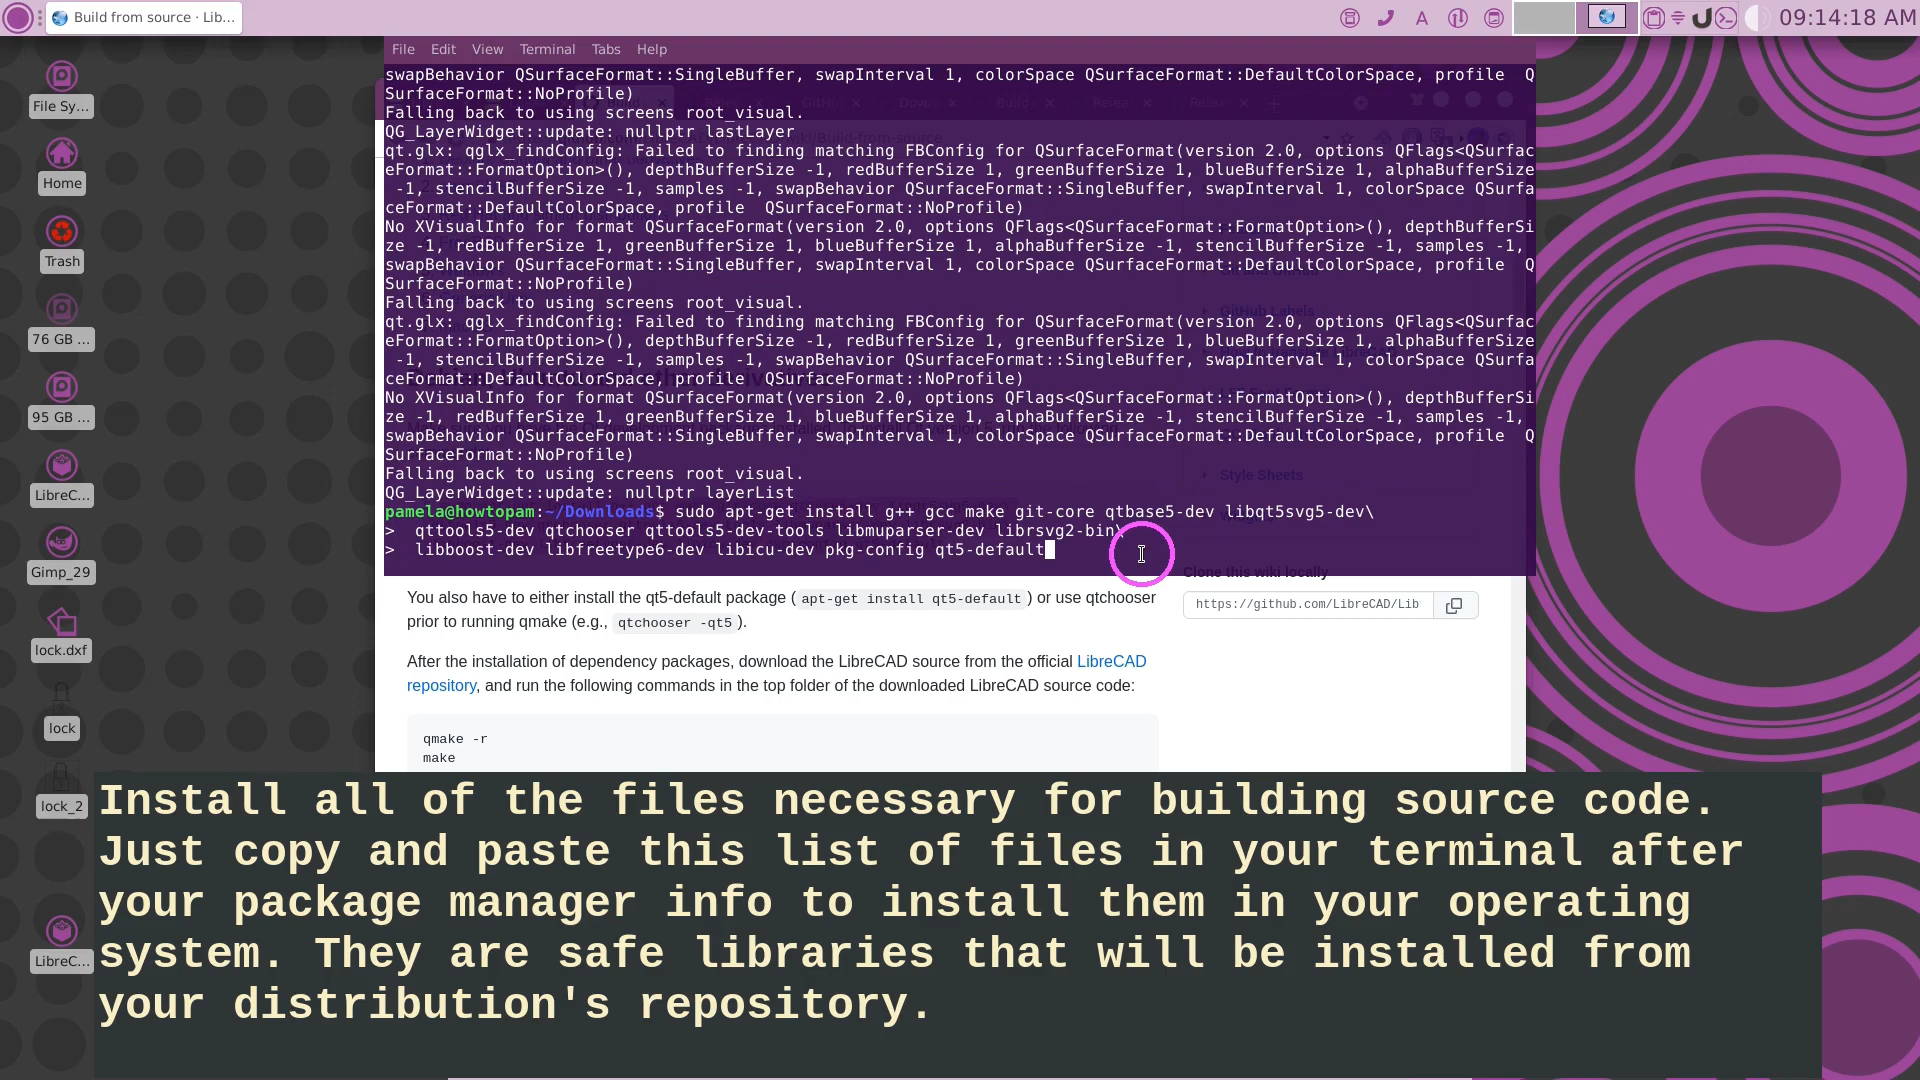 Build from source · Lib...
09:14:18 AM
File Edit View Terminal Tabs Help
swapBehavior QSurfaceFormat::SingleBuffer, swapInterval 1, colorSpace QSurfaceFormat::DefaultColorSpace, profile  Q
SurfaceFormat::NoProfile)
Falling back to using screens root_visual.
QG_LayerWidget::update: nullptr lastLayer
qt.glx: qglx_findConfig: Failed to finding matching FBConfig for QSurfaceFormat(version 2.0, options QFlags<QSurfac
eFormat::FormatOption>(), depthBufferSize -1, redBufferSize 1, greenBufferSize 1, blueBufferSize 1, alphaBufferSize
 -1, stencilBufferSize -1, samples -1, swapBehavior QSurfaceFormat::SingleBuffer, swapInterval 1, colorSpace QSurfa
ceFormat::DefaultColorSpace, profile  QSurfaceFormat::NoProfile)
No XVisualInfo for format QSurfaceFormat(version 2.0, options QFlags<QSurfaceFormat::FormatOption>(), depthBufferSi
ze -1, redBufferSize 1, greenBufferSize 1, blueBufferSize 1, alphaBufferSize -1, stencilBufferSize -1, samples -1,
swapBehavior QSurfaceFormat::SingleBuffer, swapInterval 1, colorSpace QSurfaceFormat::DefaultColorSpace, profile  Q
SurfaceFormat::NoProfile)
Falling back to using screens root_visual.
qt.glx: qglx_findConfig: Failed to finding matching FBConfig for QSurfaceFormat(version 2.0, options QFlags<QSurfac
eFormat::FormatOption>(), depthBufferSize -1, redBufferSize 1, greenBufferSize 1, blueBufferSize 1, alphaBufferSize
 -1, stencilBufferSize -1, samples -1, swapBehavior QSurfaceFormat::SingleBuffer, swapInterval 1, colorSpace QSurfa
ceFormat::DefaultColorSpace, profile  QSurfaceFormat::NoProfile)
No XVisualInfo for format QSurfaceFormat(version 2.0, options QFlags<QSurfaceFormat::FormatOption>(), depthBufferSi
ze -1, redBufferSize 1, greenBufferSize 1, blueBufferSize 1, alphaBufferSize -1, stencilBufferSize -1, samples -1,
swapBehavior QSurfaceFormat::SingleBuffer, swapInterval 1, colorSpace QSurfaceFormat::DefaultColorSpace, profile  Q
SurfaceFormat::NoProfile)
Falling back to using screens root_visual.
QG_LayerWidget::update: nullptr layerList
pamela@howtopam:~/Downloads$ sudo apt-get install g++ gcc make git-core qtbase5-dev libqt5svg5-dev\
>  qttools5-dev qtchooser qttools5-dev-tools libmuparser-dev librsvg2-bin\
>  libboost-dev libfreetype6-dev libicu-dev pkg-config qt5-default
GitHub Labels
Style Sheets
Clone this wiki locally
https://github.com/LibreCAD/Lib
You also have to either install the qt5-default package ( apt-get install qt5-default ) or use qtchooser
prior to running qmake (e.g., qtchooser -qt5 ).
After the installation of dependency packages, download the LibreCAD source from the official LibreCAD
repository, and run the following commands in the top folder of the downloaded LibreCAD source code:
qmake -r
make
File Sy...
Home
Trash
76 GB ...
95 GB ...
LibreC...
Gimp_29
lock.dxf
lock
lock_2
LibreC...
Install all of the files necessary for building source code.
Just copy and paste this list of files in your terminal after
your package manager info to install them in your operating
system. They are safe libraries that will be installed from
your distribution's repository.